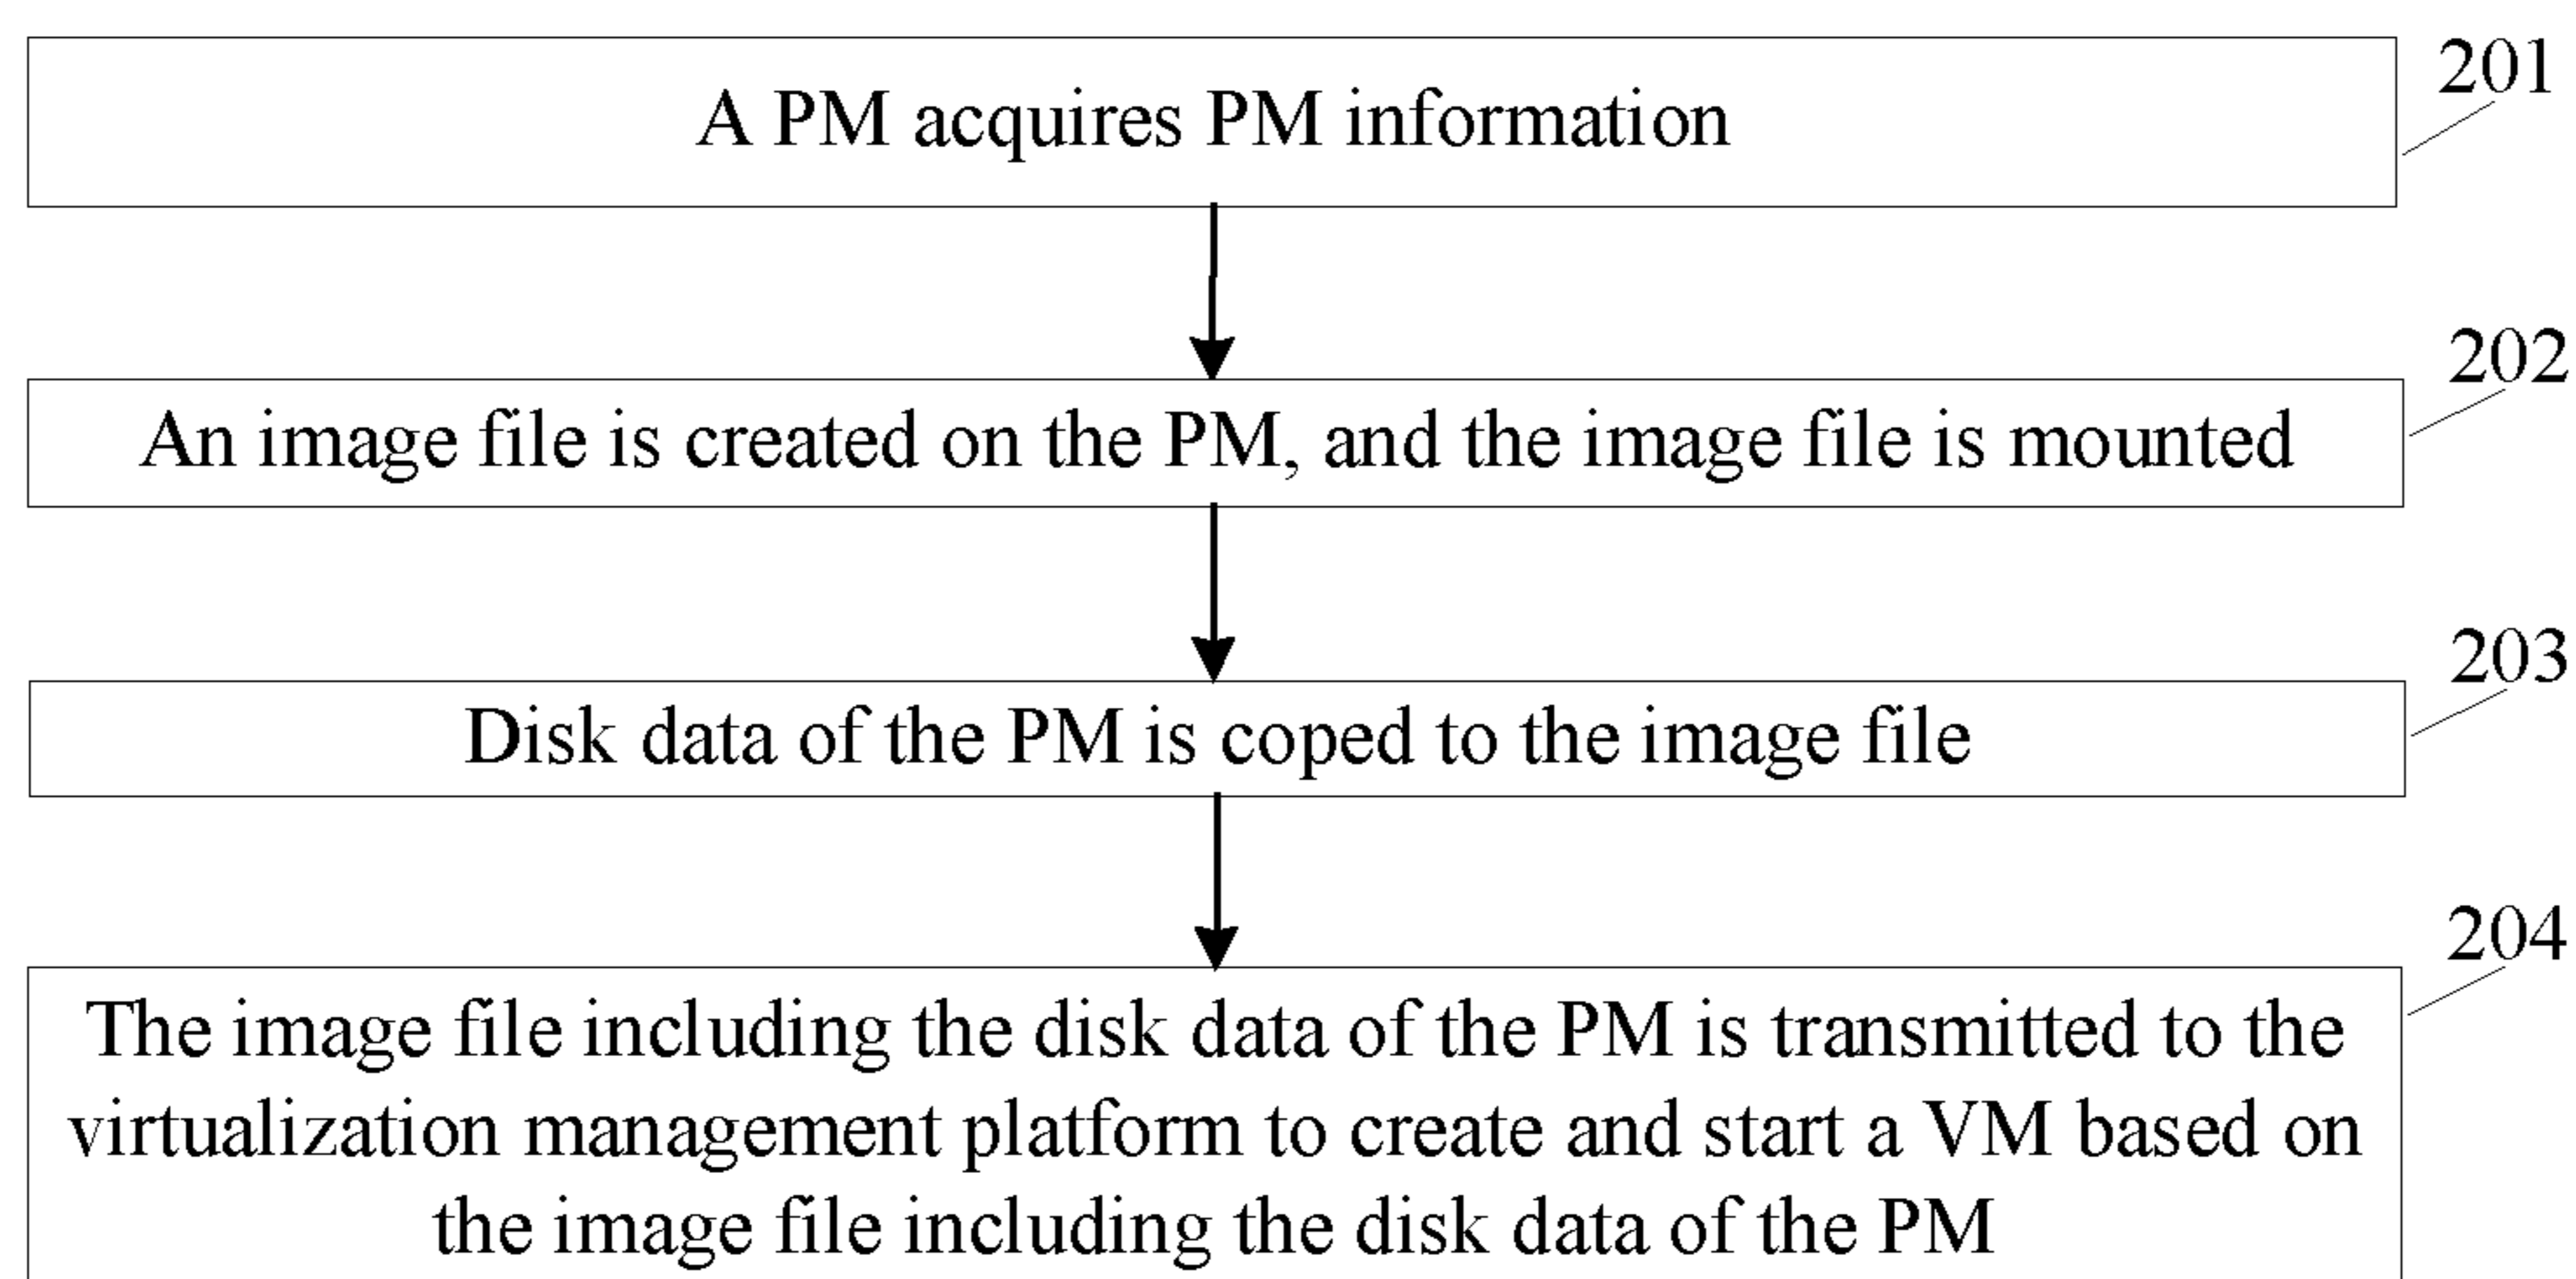 201
A PM acquires PM information
202
An image file is created on the PM, and the image file is mounted
203
Disk data of the PM is coped to the image file
204
The image file including the disk data of the PM is transmitted to the
virtualization management platform to create and start a VM based on
the image file including the disk data of the PM